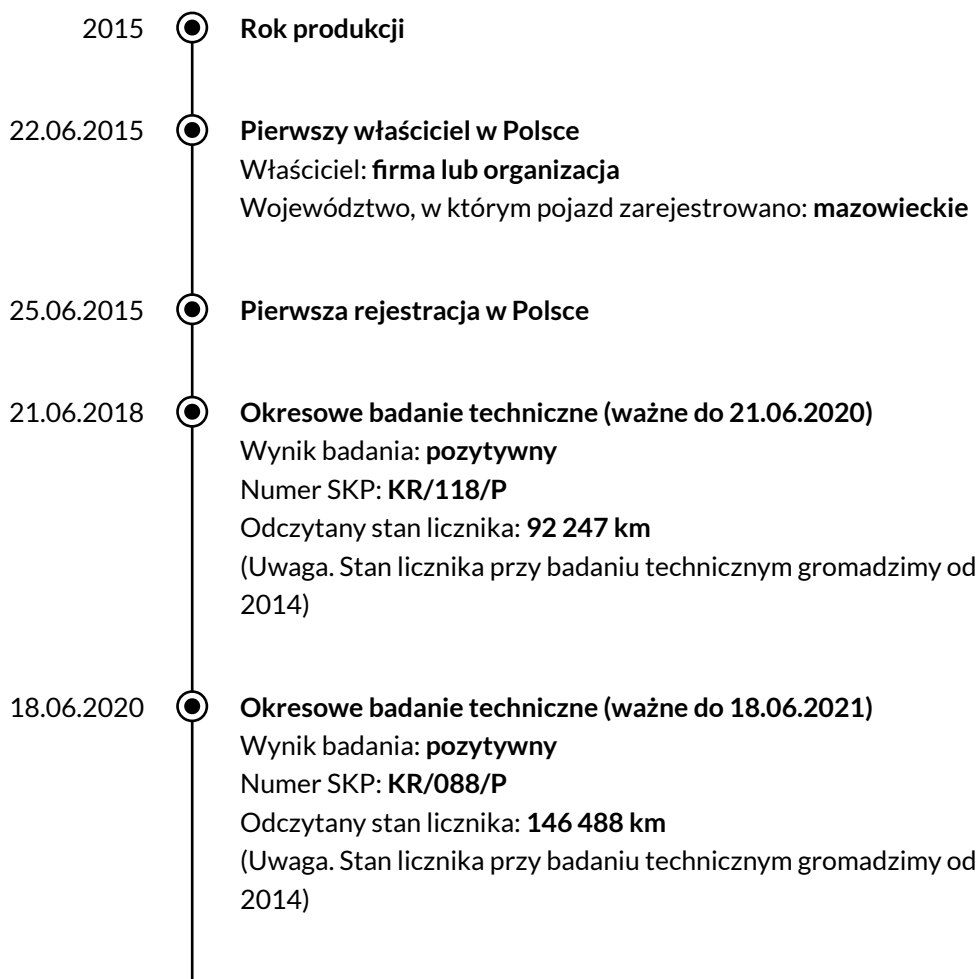 2015 Rok produkcji
22.06.2015 Pierwszy właściciel w Polsce
Właściciel: firma lub organizacja
Województwo, w którym pojazd zarejestrowano: mazowieckie
25.06.2015 Pierwsza rejestracja w Polsce
21.06.2018 Okresowe badanie techniczne (ważne do 21.06.2020)
Wynik badania: pozytywny
Numer SKP: KR/118/P
Odczytany stan licznika: 92 247 km
(Uwaga. Stan licznika przy badaniu technicznym gromadzimy od
2014)
18.06.2020 Okresowe badanie techniczne (ważne do 18.06.2021)
Wynik badania: pozytywny
Numer SKP: KR/088/P
Odczytany stan licznika: 146 488 km
(Uwaga. Stan licznika przy badaniu technicznym gromadzimy od
2014)